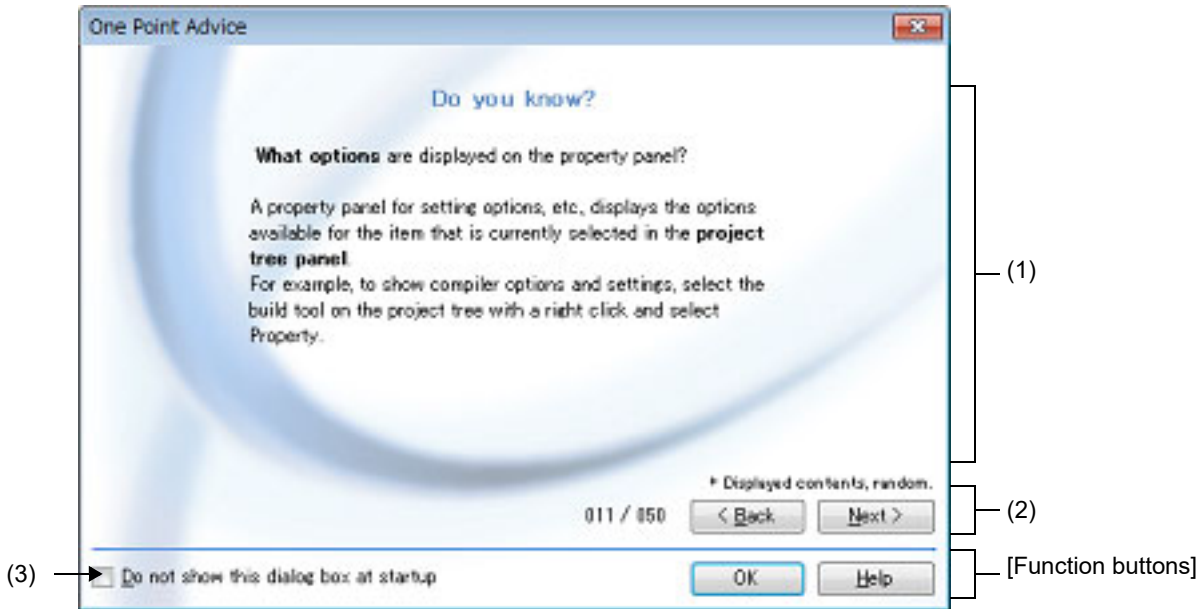 One Point Advice
Do you know?
What options are displayed on the property panel?
A property panel for setting options, etc., displays the options
available for the item that is currently selected in the project
tree panel.
For example, to show compiler options and settings, select the
build tool on the project tree with a right click and select
Property.
(1)
* Displayed contents, random.
011 / 050
< Back
Next >
(2)
(3)
Do not show this dialog box at startup
OK
Help
[Function buttons]